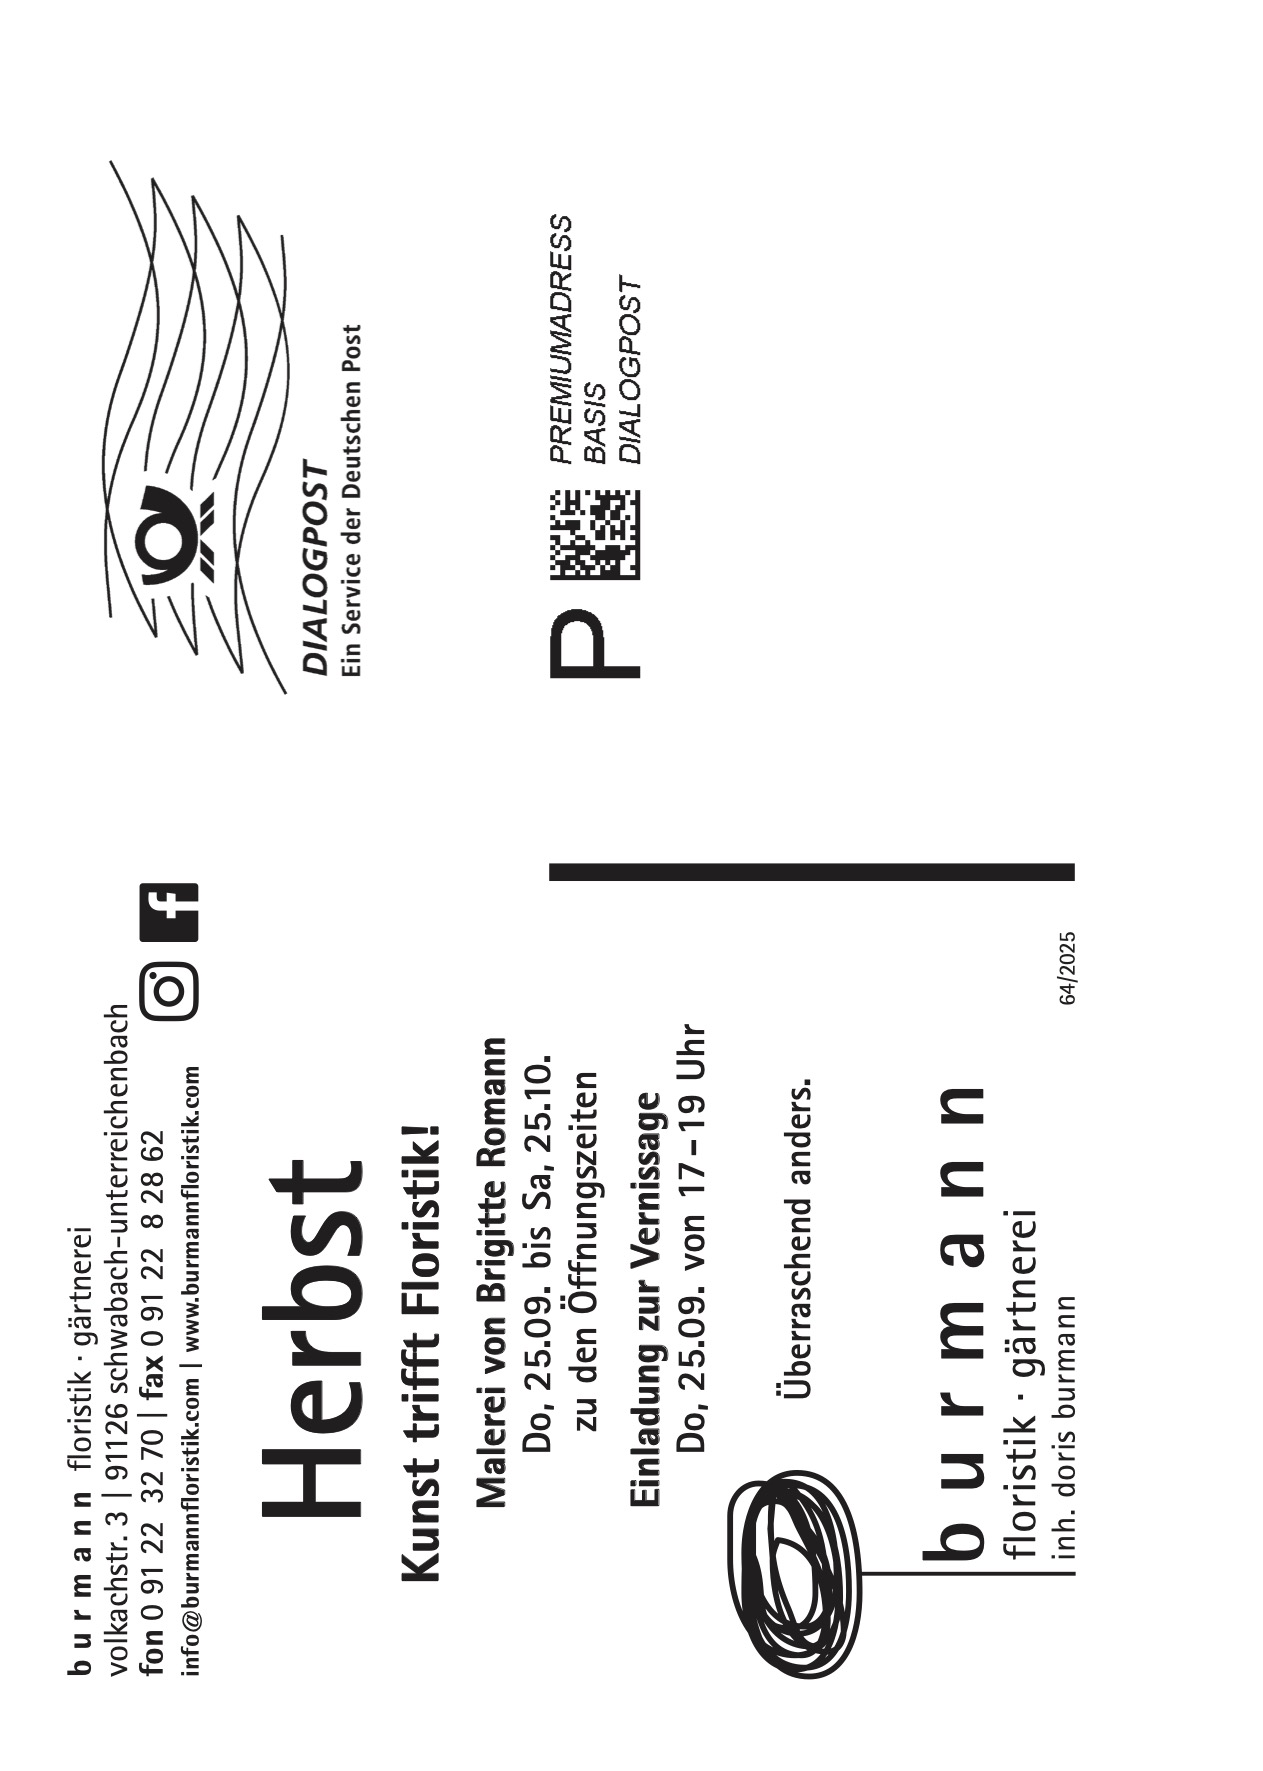 burmann floristik · gärtnerei
volkachstr. 3 | 91126 schwabach-unterreichenbach
fon 0 91 22 32 70 | fax 0 91 22 8 28 62
info@burmannfloristik.com | www.burmannfloristik.com
Herbst
Kunst trifft Floristik!
Malerei von Brigitte Romann
Do, 25.09. bis Sa, 25.10.
zu den Öffnungszeiten
Einladung zur Vernissage
Do, 25.09. von 17–19 Uhr
Überraschend anders.
burmann
floristik · gärtnerei
inh. doris burmann
64/2025
DIALOGPOST
Ein Service der Deutschen Post
P
PREMIUMADRESS
BASIS
DIALOGPOST